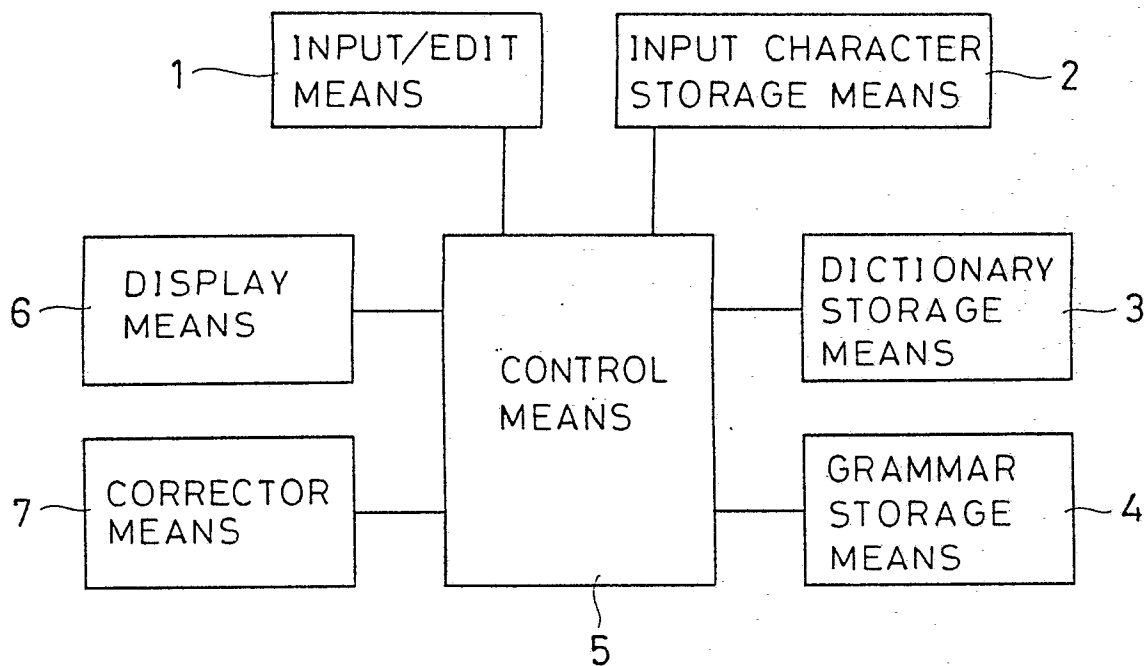 INPUT/EDIT
MEANS
1
INPUT CHARACTER
STORAGE MEANS
2
DISPLAY
MEANS
6
CONTROL
MEANS
5
DICTIONARY
STORAGE
MEANS
3
CORRECTOR
MEANS
7
GRAMMAR
STORAGE
MEANS
4